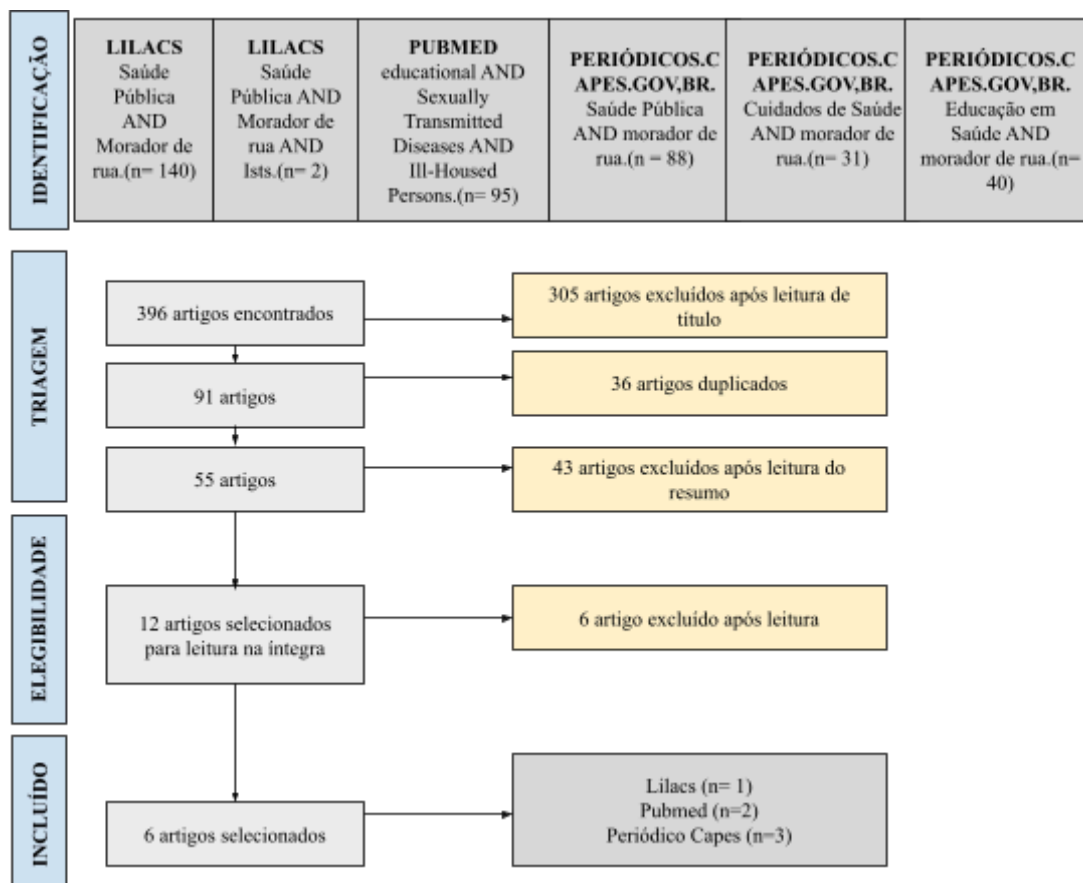 IDENTIFICAÇÃO
LILACS
Saúde
Pública
AND
Morador de
rua.(n= 140)
LILACS
Saúde
Pública AND
Morador de
rua AND
Ists.(n= 2)
PUBMED
educational AND
Sexually
Transmitted
Diseases AND
Ill-Housed
Persons.(n= 95)
PERIÓDICOS.C
APES.GOV,BR.
Saúde Pública
AND morador de
rua.(n = 88)
PERIÓDICOS.C
APES.GOV,BR.
Cuidados de Saúde
AND morador de
rua.(n= 31)
PERIÓDICOS.C
APES.GOV,BR.
Educação em
Saúde AND
morador de rua.(n=
40)
TRIAGEM
396 artigos encontrados
305 artigos excluídos após leitura de
título
91 artigos
36 artigos duplicados
55 artigos
43 artigos excluídos após leitura do
resumo
ELEGIBILIDADE
12 artigos selecionados
para leitura na íntegra
6 artigo excluído após leitura
INCLUÍDO
6 artigos selecionados
Lilacs (n= 1)
Pubmed (n=2)
Periódico Capes (n=3)